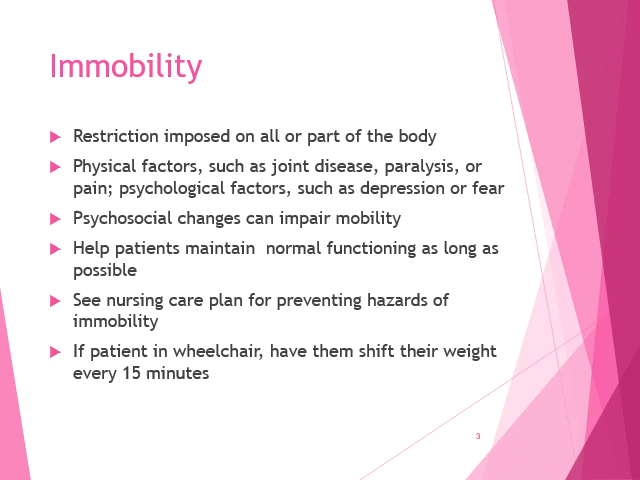 Immobility
Restriction imposed on all or part of the body
Physical factors, such as joint disease, paralysis, or
pain; psychological factors, such as depression or fear
Psychosocial changes can impair mobility
Help patients maintain  normal functioning as long as
possible
See nursing care plan for preventing hazards of
immobility
If patient in wheelchair, have them shift their weight
every 15 minutes
3